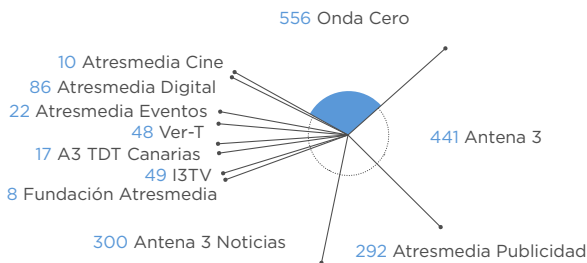 556 Onda Cero
10 Atresmedia Cine
86 Atresmedia Digital
22 Atresmedia Eventos
48 Ver-T
441 Antena 3
17 A3 TDT Canarias
49 I3TV
8 Fundación Atresmedia
300 Antena 3 Noticias
292 Atresmedia Publicidad